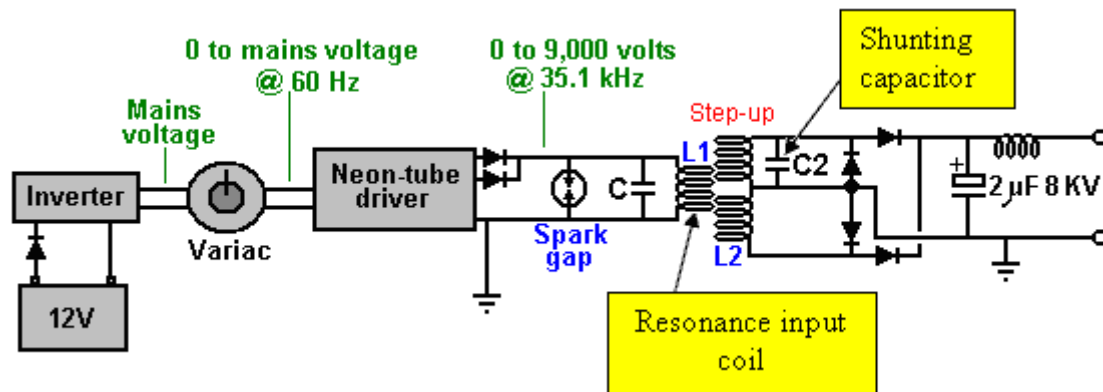 0 to mains voltage
@ 60 Hz
0 to 9,000 volts
@ 35.1 kHz
Shunting
capacitor
Mains
voltage
Step-up
Inverter
Variac
Neon-tube
driver
Spark
gap
C
L1
L2
C2
+
2 µF 8 KV
12V
Resonance input
coil